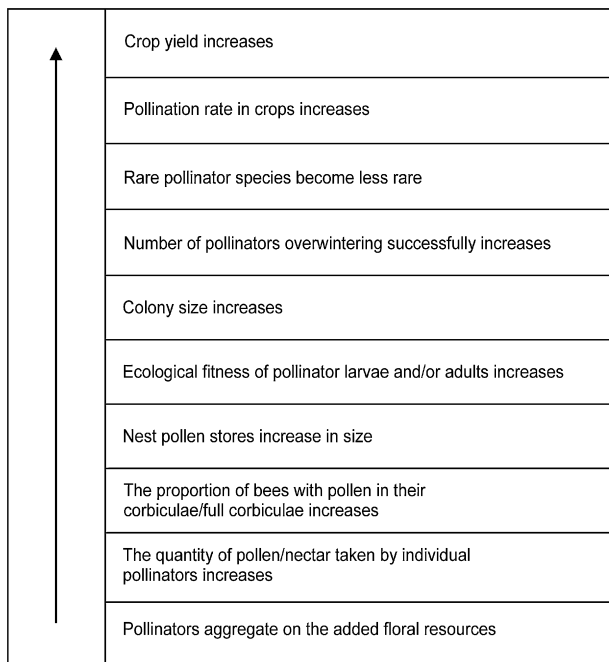 Crop yield increases
Pollination rate in crops increases
Rare pollinator species become less rare
Number of pollinators overwintering successfully increases
Colony size increases
Ecological fitness of pollinator larvae and/or adults increases
Nest pollen stores increase in size
The proportion of bees with pollen in their
corbiculae/full corbiculae increases
The quantity of pollen/nectar taken by individual
pollinators increases
Pollinators aggregate on the added floral resources